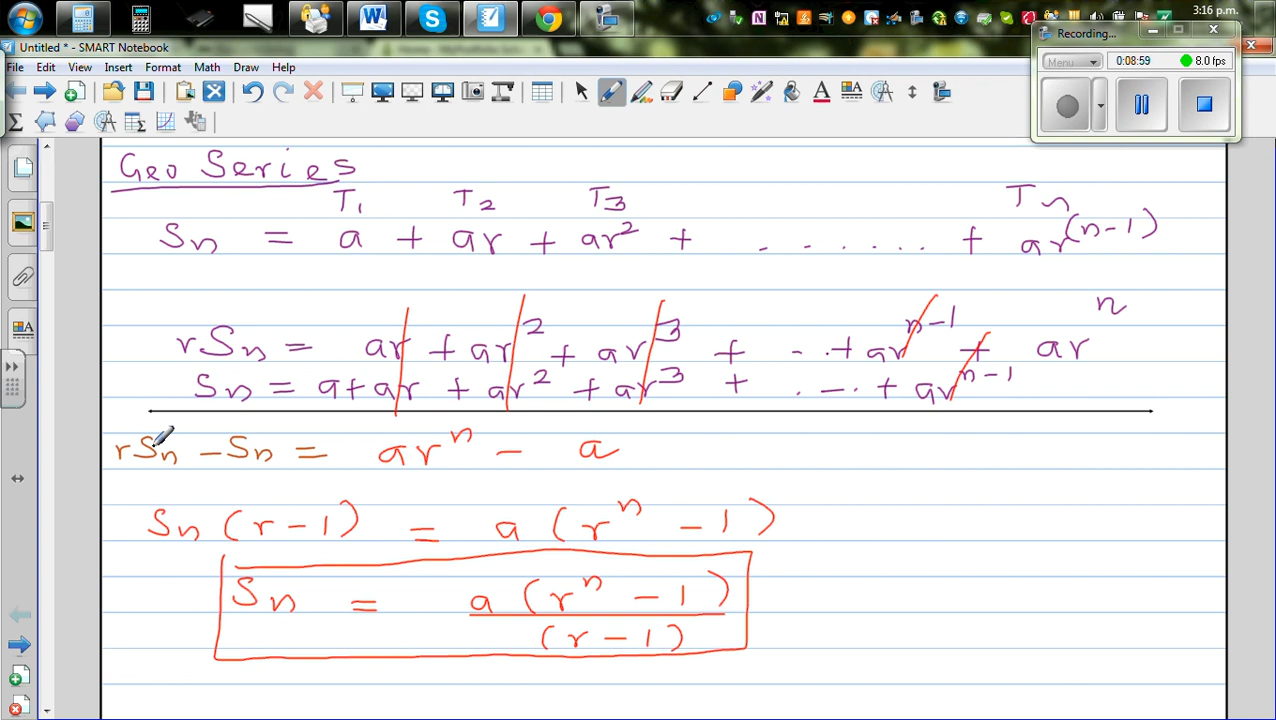 3:16 p.m.
Untitled * - SMART Notebook
Recording...
File Edit View Insert Format Math Draw Help
Menu 0:08:59 8.0 fps
Geo Series
T₁ T₂ T₃ Tₙ
Sₙ = a + ar + ar² + . . . . . . . + ar⁽ⁿ⁻¹⁾
rSₙ = ar + ar² + ar³ + . . + arⁿ⁻¹ + arⁿ
Sₙ = a + ar + ar² + ar³ + . . . . + arⁿ⁻¹
rSₙ − Sₙ = arⁿ − a
Sₙ (r − 1) = a (rⁿ − 1)
Sₙ = a (rⁿ − 1)
(r − 1)